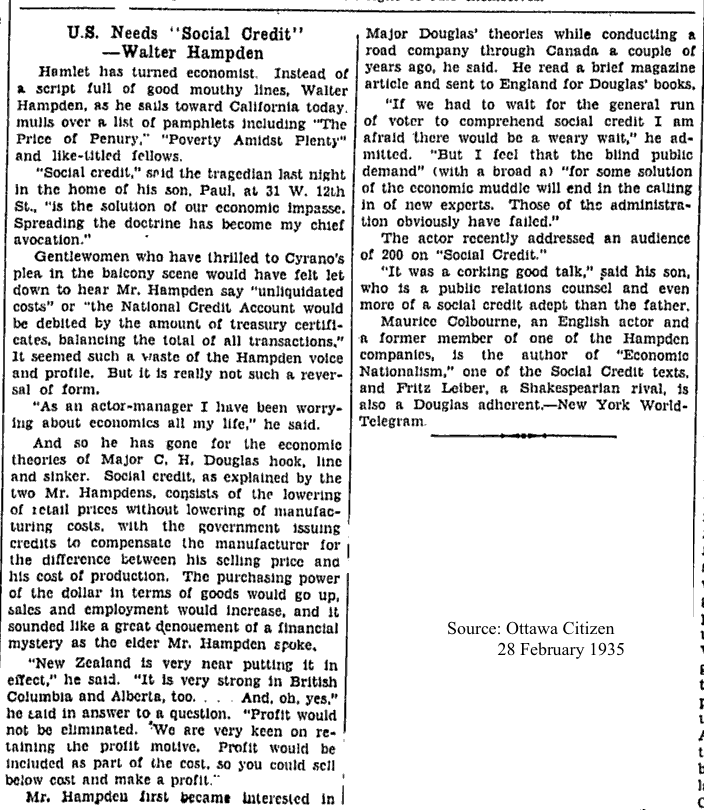 U.S. Needs "Social Credit"
—Walter Hampden
Hamlet has turned economist. Instead of
a script full of good mouthy lines, Walter
Hampden, as he sails toward California today,
mulls over a list of pamphlets including "The
Price of Penury," "Poverty Amidst Plenty"
and like-titled fellows.
"Social credit," said the tragedian last night
in the home of his son, Paul, at 31 W. 12th
St., "is the solution of our economic impasse.
Spreading the doctrine has become my chief
avocation."
Gentlewomen who have thrilled to Cyrano's
plea in the balcony scene would have felt let
down to hear Mr. Hampden say "unliquidated
costs" or "the National Credit Account would
be debited by the amount of treasury certifi-
cates, balancing the total of all transactions."
It seemed such a waste of the Hampden voice
and profile. But it is really not such a rever-
sal of form.
"As an actor-manager I have been worry-
ing about economics all my life," he said.
And so he has gone for the economic
theories of Major C. H. Douglas hook, line
and sinker. Social credit, as explained by the
two Mr. Hampdens, consists of the lowering
of retail prices without lowering of manufac-
turing costs, with the government issuing
credits to compensate the manufacturer for
the difference between his selling price and
his cost of production. The purchasing power
of the dollar in terms of goods would go up,
sales and employment would increase, and it
sounded like a great denouement of a financial
mystery as the elder Mr. Hampden spoke.
"New Zealand is very near putting it in
effect," he said. "It is very strong in British
Columbia and Alberta, too. . . . And, oh, yes,"
he said in answer to a question. "Profit would
not be eliminated. We are very keen on re-
taining the profit motive. Profit would be
included as part of the cost, so you could sell
below cost and make a profit."
Mr. Hampden first became interested in
Major Douglas' theories while conducting a
road company through Canada a couple of
years ago, he said. He read a brief magazine
article and sent to England for Douglas' books.
"If we had to wait for the general run
of voter to comprehend social credit I am
afraid there would be a weary wait," he ad-
mitted. "But I feel that the blind public
demand" (with a broad a) "for some solution
of the economic muddle will end in the calling
in of new experts. Those of the administra-
tion obviously have failed."
The actor recently addressed an audience
of 200 on "Social Credit."
"It was a corking good talk," said his son,
who is a public relations counsel and even
more of a social credit adept than the father.
Maurice Colbourne, an English actor and
a former member of one of the Hampden
companies, is the author of "Economic
Nationalism," one of the Social Credit texts,
and Fritz Leiber, a Shakespearian rival, is
also a Douglas adherent.—New York World-
Telegram.
Source: Ottawa Citizen
28 February 1935